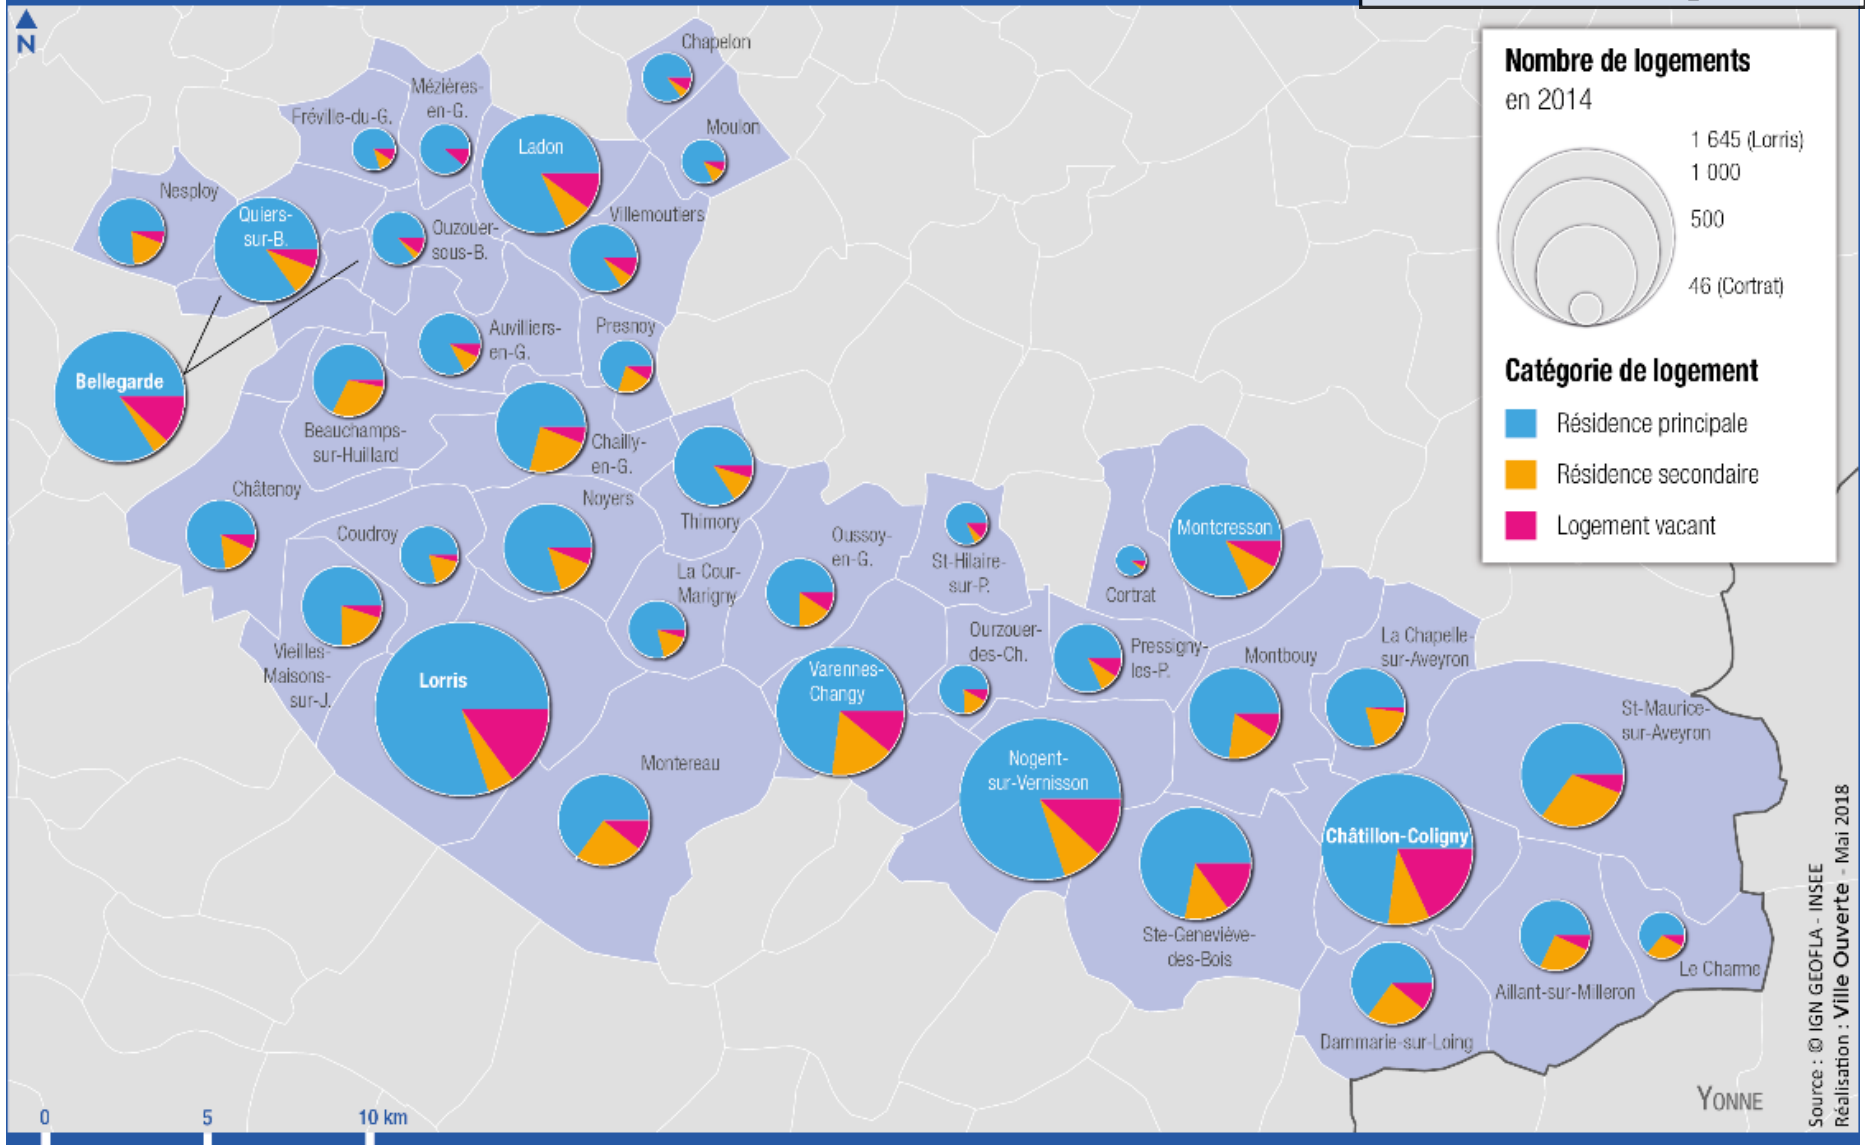 N
Chapelon
Mézières-
en-G.
Fréville-du-G.
Moulon
Ladon
Nesploy
Quiers-
sur-B.
Ouzouer-
sous-B.
Villemoutiers
Auvilliers-
en-G.
Presnoy
Bellegarde
Beauchamps-
sur-Huillard
Chailly-
en-G.
Châtenoy
Noyers
Thimory
Coudroy
Oussoy-
en-G.
La Cour-
Marigny
St-Hilaire-
sur-P.
Cortrat
Montcresson
Vieilles-
Maisons-
sur-J.
Lorris
Varennes-
Changy
Ourzouer-
des-Ch.
Pressigny-
les-P.
Montbouy
La Chapelle-
sur-Aveyron
St-Maurice-
sur-Aveyron
Montereau
Nogent-
sur-Vernisson
Châtillon-Coligny
Ste-Geneviève-
des-Bois
Dammarie-sur-Loing
Aillant-sur-Milleron
Le Charme
YONNE
Nombre de logements
en 2014
1 645 (Lorris)
1 000
500
46 (Cortrat)
Catégorie de logement
Résidence principale
Résidence secondaire
Logement vacant
0 5 10 km
Source : © IGN GEOFLA - INSEE
Réalisation : Ville Ouverte - Mai 2018